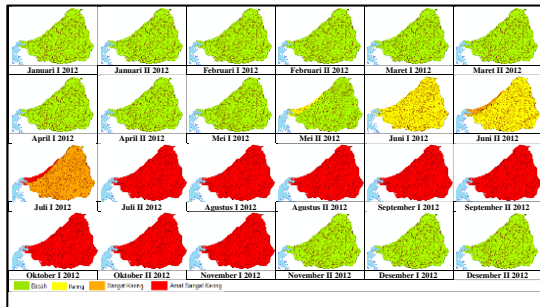 Januari I 2012 Januari II 2012 Februari I 2012 Februari II 2012 Maret I 2012 Maret II 2012
April I 2012 April II 2012 Mei I 2012 Mei II 2012 Juni I 2012 Juni II 2012
Juli I 2012 Juli II 2012 Agustus I 2012 Agustus II 2012 September I 2012 September II 2012
Oktober I 2012 Oktober II 2012 November I 2012 November II 2012 Desember I 2012 Desember II 2012
Basah Kering Sangat Kering Amat Sangat Kering